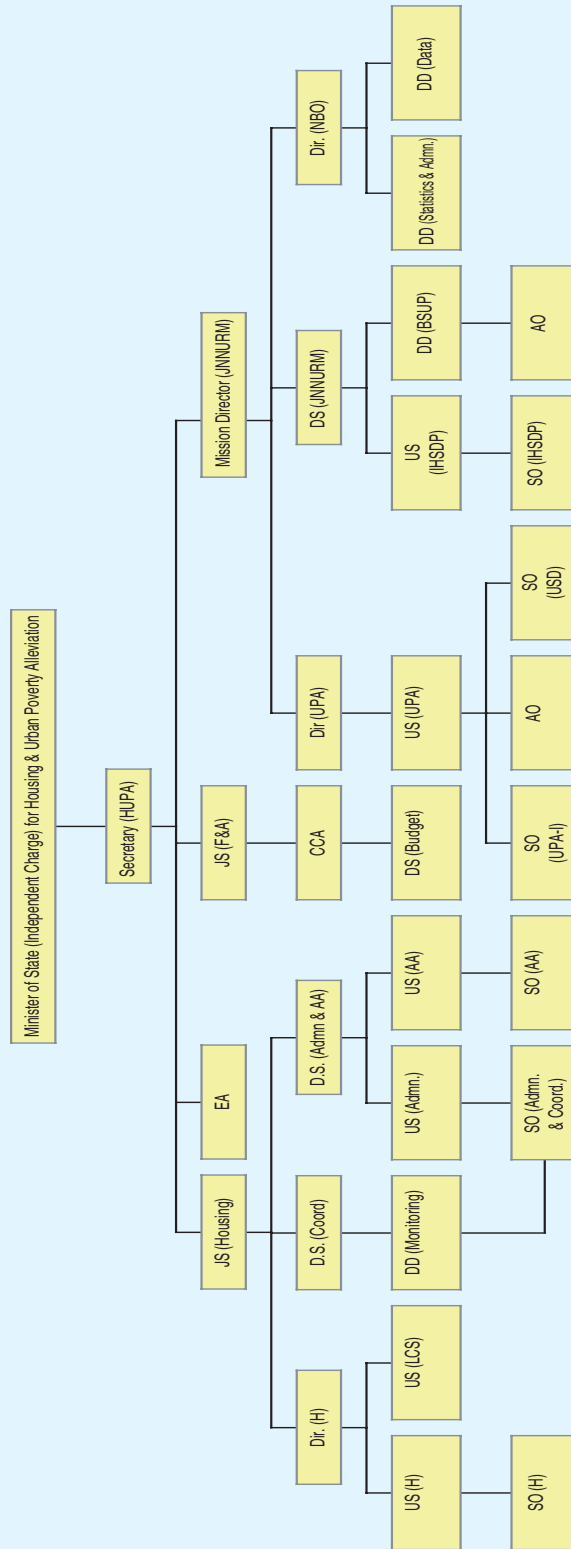 Minister of State (Independent Charge) for Housing & Urban Poverty Alleviation
Secretary (HUPA)
JS (Housing)
EA
JS (F&A)
Mission Director (JNNURM)
Dir. (H)
D.S. (Coord)
D.S. (Admn & AA)
CCA
Dir (UPA)
DS (JNNURM)
Dir. (NBO)
US (H)
US (LCS)
DD (Monitoring)
US (Admn.)
US (AA)
DS (Budget)
US (UPA)
US
(IHSDP)
DD (BSUP)
DD (Statistics & Admn.)
DD (Data)
SO (H)
SO (Admn.
& Coord.)
SO (AA)
SO
(UPA-I)
AO
SO
(USD)
SO (IHSDP)
AO